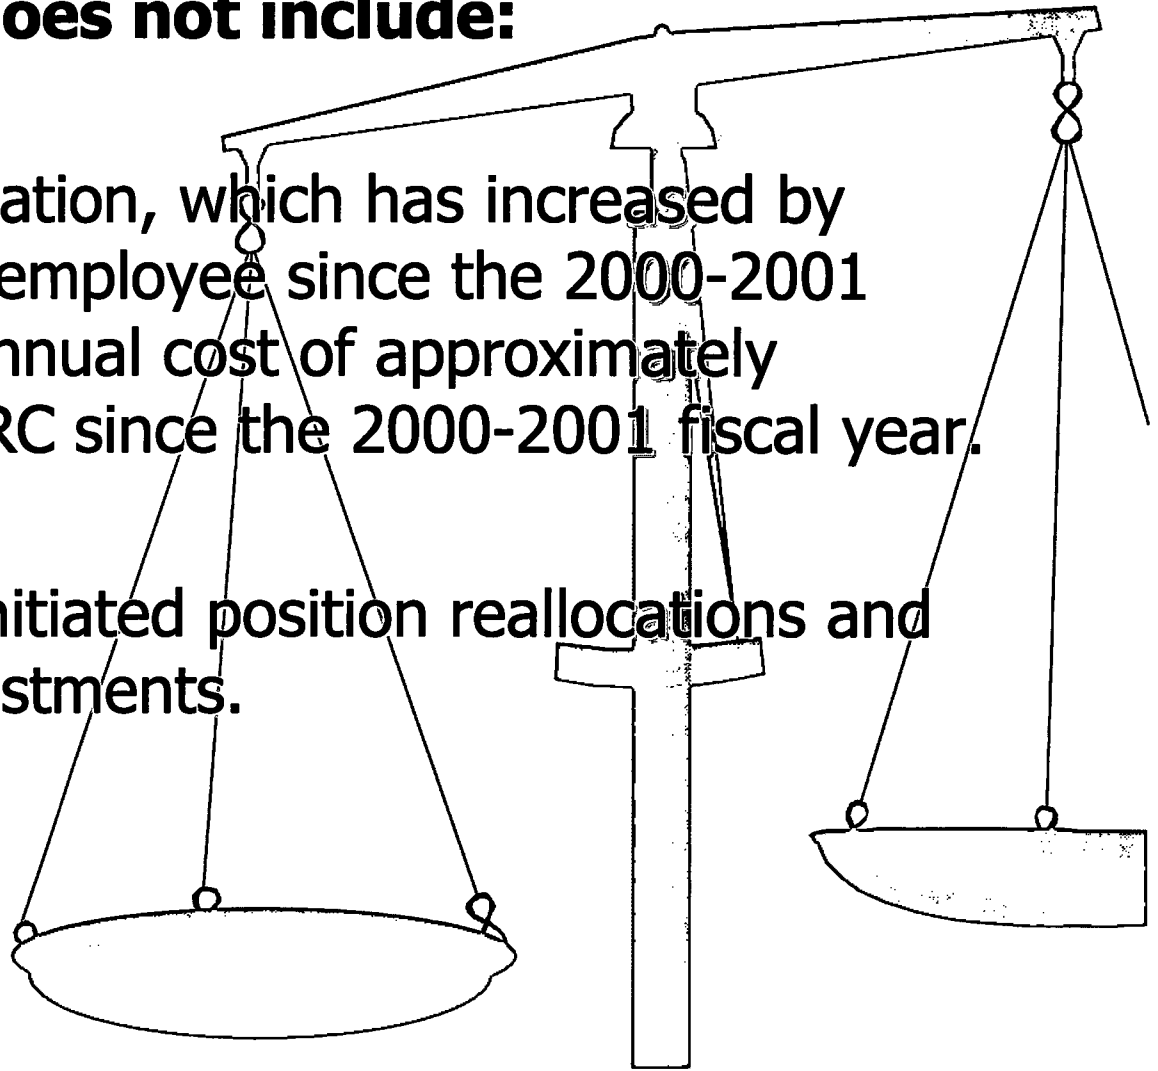 oes not include:
ation, which has increased by
employee since the 2000-2001
nnual cost of approximately
RC since the 2000-2001 fiscal year.
nitiated position reallocations and
stments.